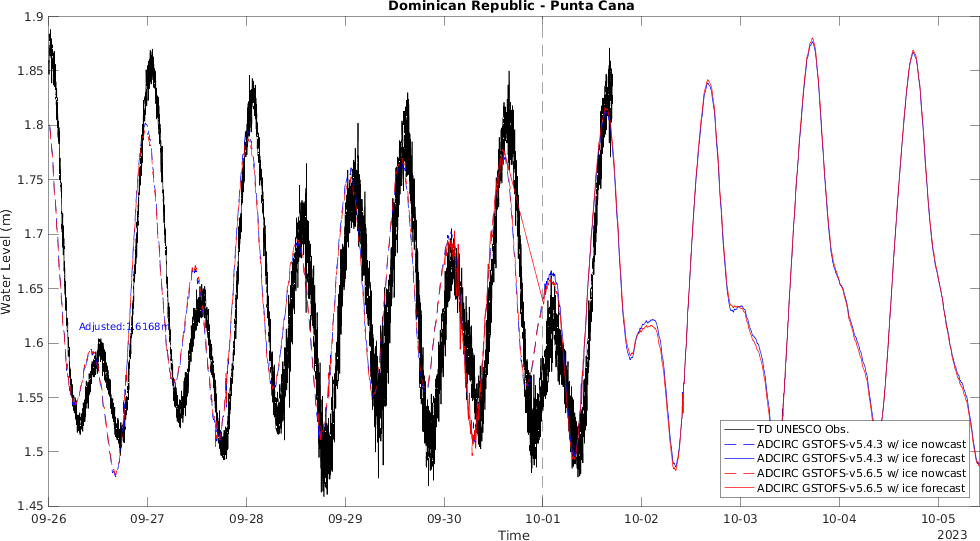 Dominican Republic - Punta Cana
1.9
1.85
1.8
1.75
1.7
1.65
1.6
1.55
1.5
1.45
Water Level (m)
Adjusted:1.6168m
TD UNESCO Obs.
ADCIRC GSTOFS-v5.4.3 w/ ice nowcast
ADCIRC GSTOFS-v5.4.3 w/ ice forecast
ADCIRC GSTOFS-v5.6.5 w/ ice nowcast
ADCIRC GSTOFS-v5.6.5 w/ ice forecast
09-26 09-27 09-28 09-29 09-30 10-01 10-02 10-03 10-04 10-05
Time
2023